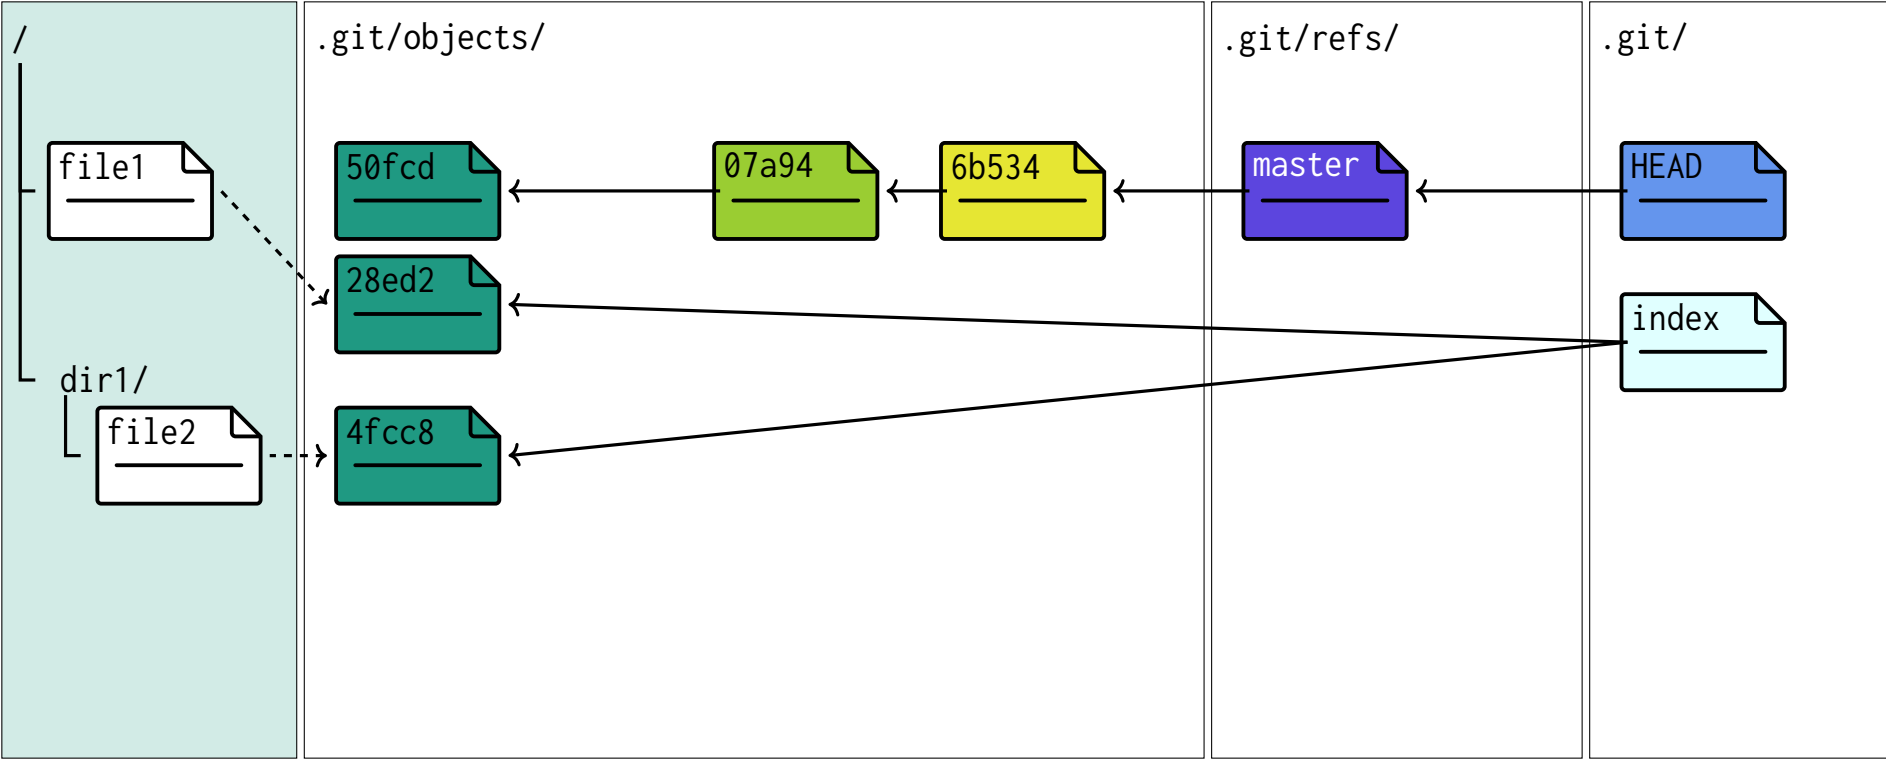 /
.git/objects/
.git/refs/
.git/
file1
50fcd
07a94
6b534
master
HEAD
28ed2
index
dir1/
file2
4fcc8